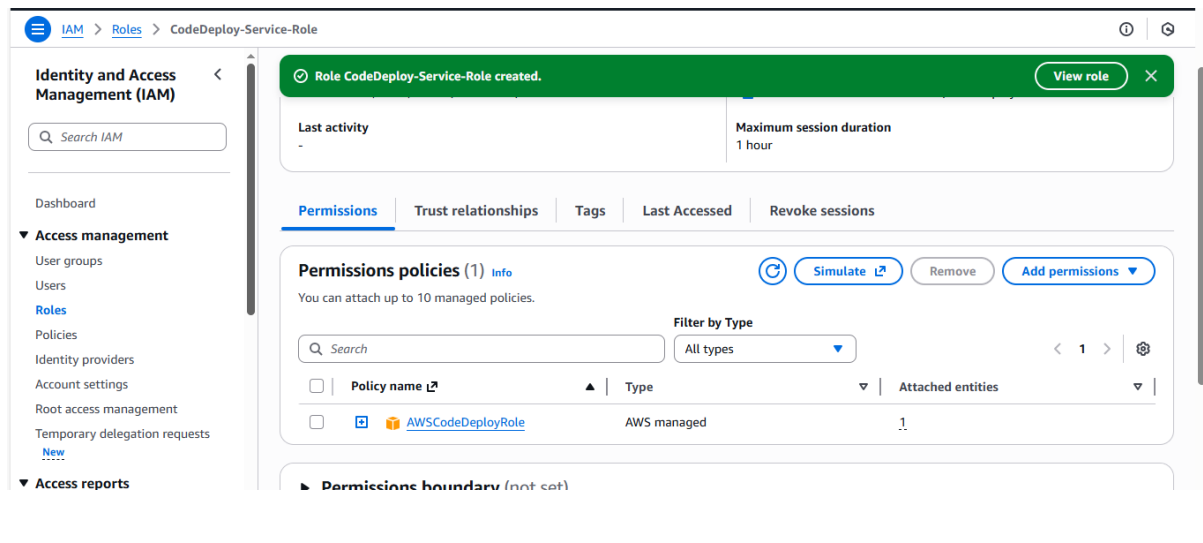 IAM > Roles > CodeDeploy-Service-Role
Identity and Access
Management (IAM)
Search IAM
Dashboard
Access management
User groups
Users
Roles
Policies
Identity providers
Account settings
Root access management
Temporary delegation requests
New
Access reports
Role CodeDeploy-Service-Role created.
View role
Last activity
-
Maximum session duration
1 hour
Permissions
Trust relationships
Tags
Last Accessed
Revoke sessions
Permissions policies (1) Info
You can attach up to 10 managed policies.
Simulate
Remove
Add permissions
Filter by Type
Search
All types
1
Policy name
Type
Attached entities
AWSCodeDeployRole
AWS managed
1
Permissions boundary (not set)